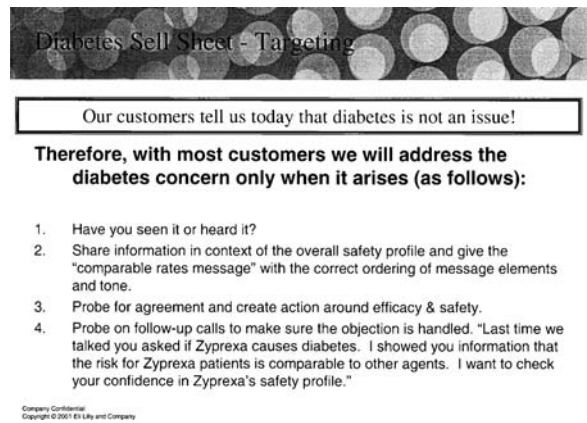 Diabetes Sell Sheet - Targeting
Our customers tell us today that diabetes is not an issue!
Therefore, with most customers we will address the
diabetes concern only when it arises (as follows):
1. Have you seen it or heard it?
2. Share information in context of the overall safety profile and give the
"comparable rates message" with the correct ordering of message elements
and tone.
3. Probe for agreement and create action around efficacy & safety.
4. Probe on follow-up calls to make sure the objection is handled. "Last time we
talked you asked if Zyprexa causes diabetes. I showed you information that
the risk for Zyprexa patients is comparable to other agents. I want to check
your confidence in Zyprexa's safety profile."
Company Confidential
Copyright © 2001 Eli Lilly and Company